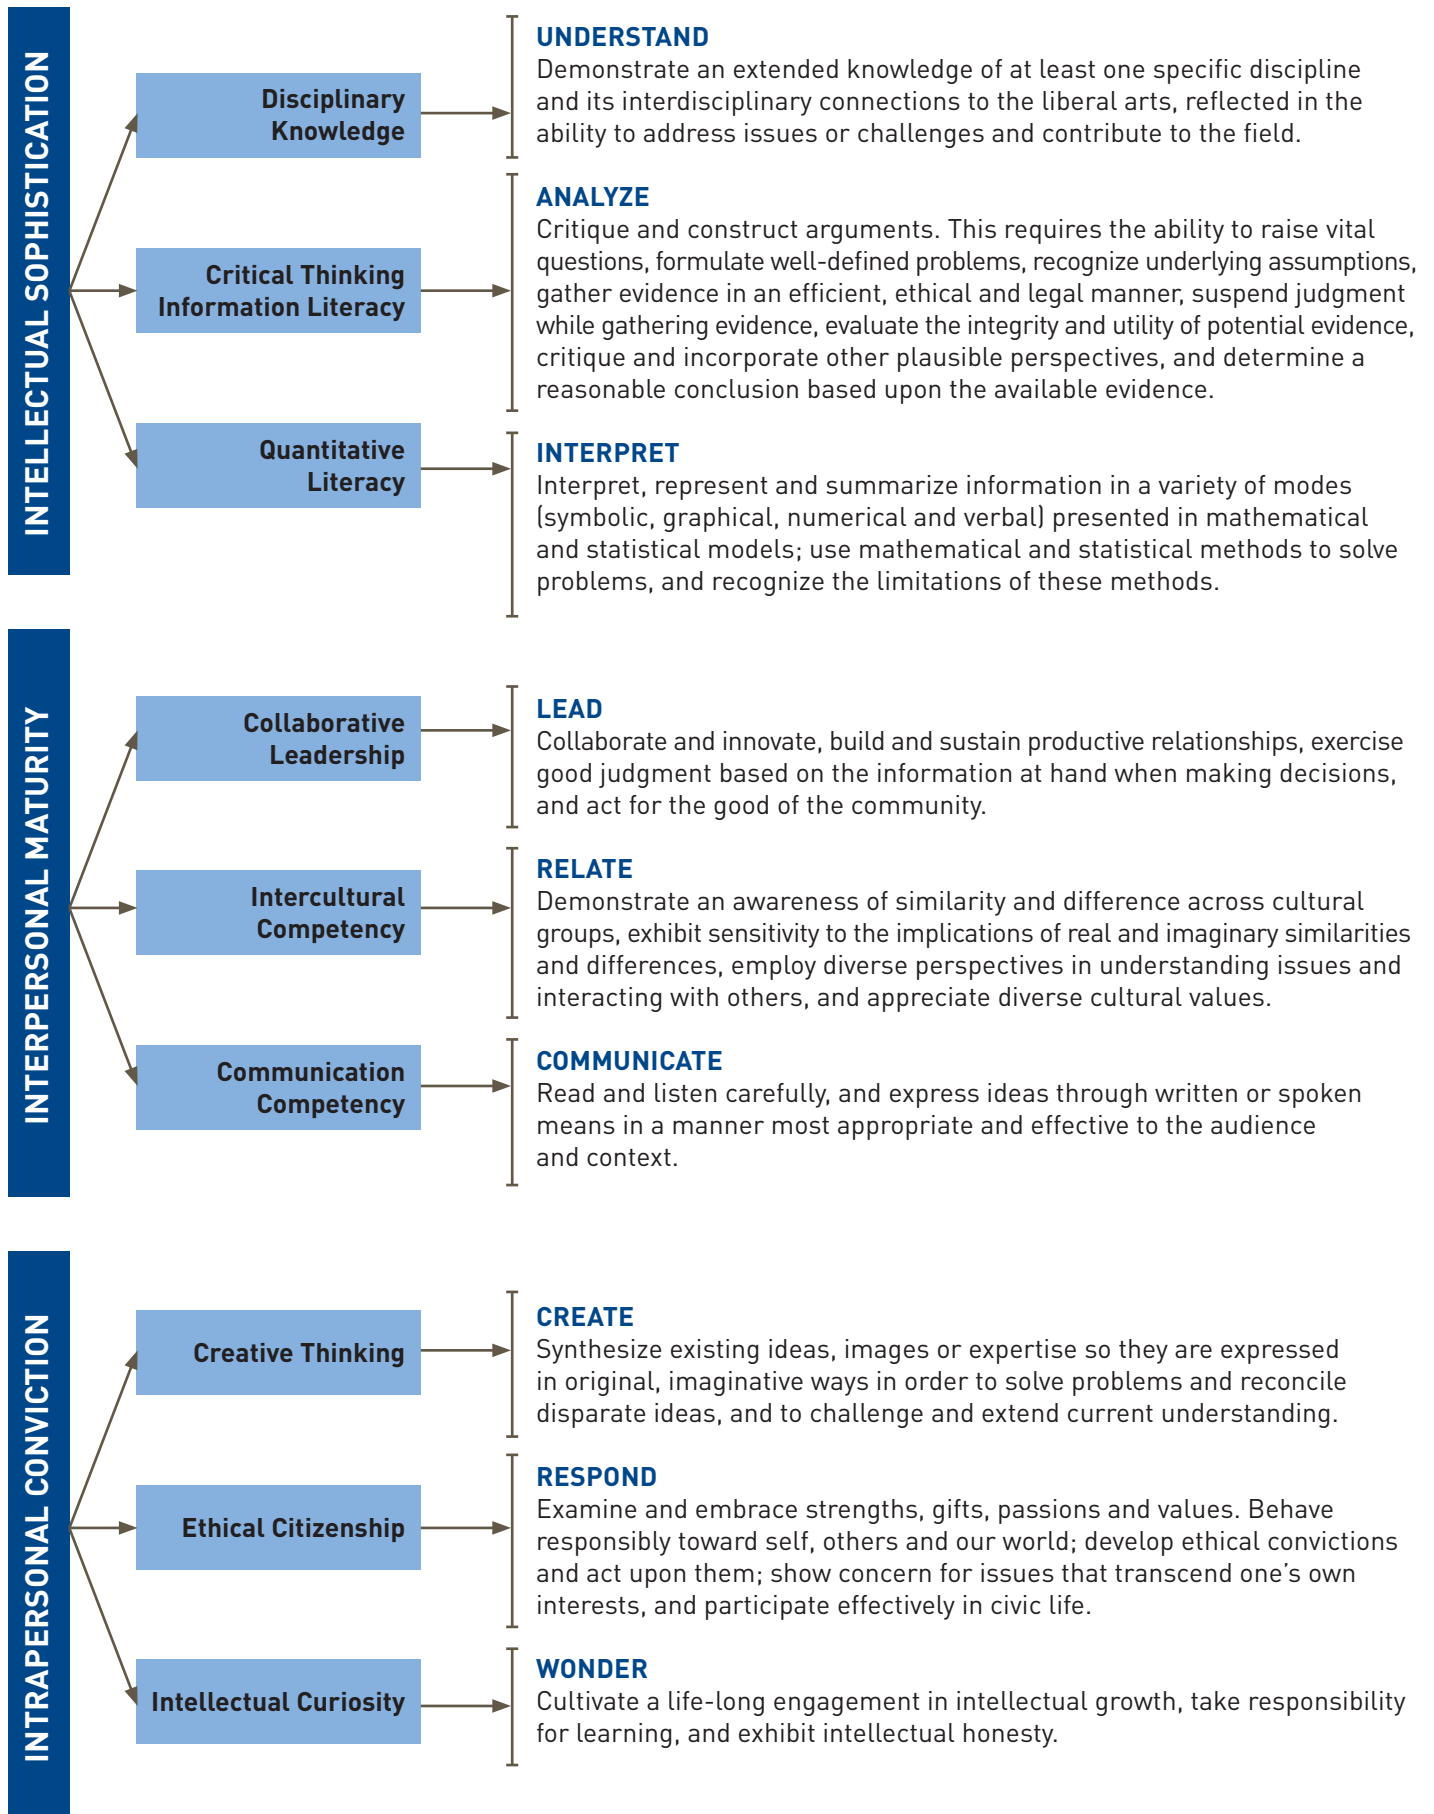 INTELLECTUAL SOPHISTICATION
Disciplinary
Knowledge
UNDERSTAND
Demonstrate an extended knowledge of at least one specific discipline
and its interdisciplinary connections to the liberal arts, reflected in the
ability to address issues or challenges and contribute to the field.
Critical Thinking
Information Literacy
ANALYZE
Critique and construct arguments. This requires the ability to raise vital
questions, formulate well-defined problems, recognize underlying assumptions,
gather evidence in an efficient, ethical and legal manner, suspend judgment
while gathering evidence, evaluate the integrity and utility of potential evidence,
critique and incorporate other plausible perspectives, and determine a
reasonable conclusion based upon the available evidence.
Quantitative
Literacy
INTERPRET
Interpret, represent and summarize information in a variety of modes
(symbolic, graphical, numerical and verbal) presented in mathematical
and statistical models; use mathematical and statistical methods to solve
problems, and recognize the limitations of these methods.
INTERPERSONAL MATURITY
Collaborative
Leadership
LEAD
Collaborate and innovate, build and sustain productive relationships, exercise
good judgment based on the information at hand when making decisions,
and act for the good of the community.
Intercultural
Competency
RELATE
Demonstrate an awareness of similarity and difference across cultural
groups, exhibit sensitivity to the implications of real and imaginary similarities
and differences, employ diverse perspectives in understanding issues and
interacting with others, and appreciate diverse cultural values.
Communication
Competency
COMMUNICATE
Read and listen carefully, and express ideas through written or spoken
means in a manner most appropriate and effective to the audience
and context.
INTRAPERSONAL CONVICTION
Creative Thinking
CREATE
Synthesize existing ideas, images or expertise so they are expressed
in original, imaginative ways in order to solve problems and reconcile
disparate ideas, and to challenge and extend current understanding.
Ethical Citizenship
RESPOND
Examine and embrace strengths, gifts, passions and values. Behave
responsibly toward self, others and our world; develop ethical convictions
and act upon them; show concern for issues that transcend one’s own
interests, and participate effectively in civic life.
Intellectual Curiosity
WONDER
Cultivate a life-long engagement in intellectual growth, take responsibility
for learning, and exhibit intellectual honesty.